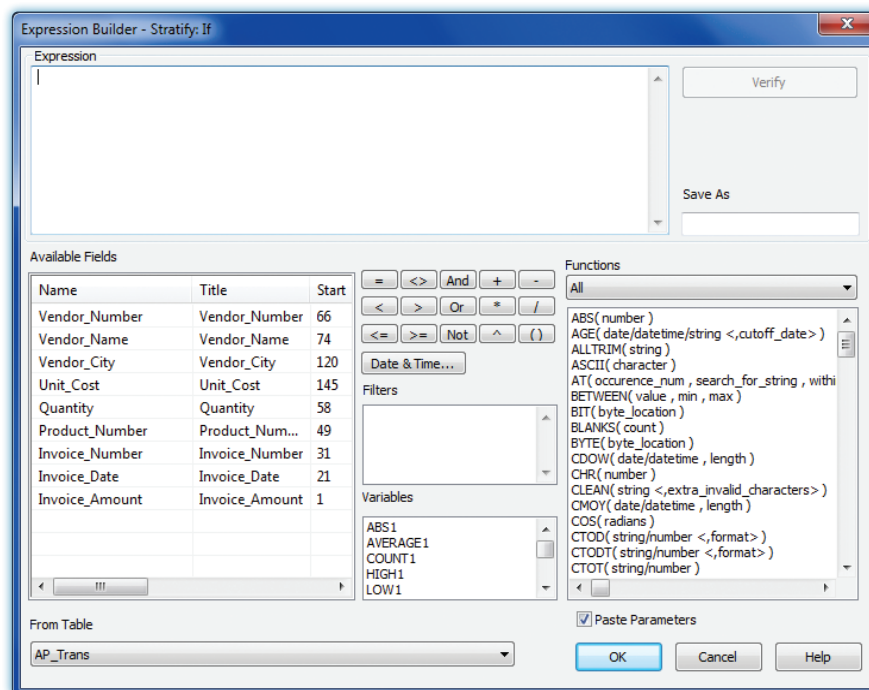 Expression Builder - Stratify: If
x
Expression
Verify
Save As
Available Fields
Name Title Start
Vendor_Number Vendor_Number 66
Vendor_Name Vendor_Name 74
Vendor_City Vendor_City 120
Unit_Cost Unit_Cost 145
Quantity Quantity 58
Product_Number Product_Num... 49
Invoice_Number Invoice_Number 31
Invoice_Date Invoice_Date 21
Invoice_Amount Invoice_Amount 1
= <> And + -
< > Or * /
<= >= Not ^ ( )
Date & Time...
Filters
Variables
ABS1
AVERAGE1
COUNT1
HIGH1
LOW1
Functions
All
ABS( number )
AGE( date/datetime/string <,cutoff_date> )
ALLTRIM( string )
ASCII( character )
AT( occurence_num , search_for_string , withi
BETWEEN( value , min , max )
BIT( byte_location )
BLANKS( count )
BYTE( byte_location )
CDOW( date/datetime , length )
CHR( number )
CLEAN( string <,extra_invalid_characters> )
CMOY( date/datetime , length )
COS( radians )
CTOD( string/number <,format> )
CTODT( string/number <,format> )
CTOT( string/number )
From Table
AP_Trans
Paste Parameters
OK Cancel Help